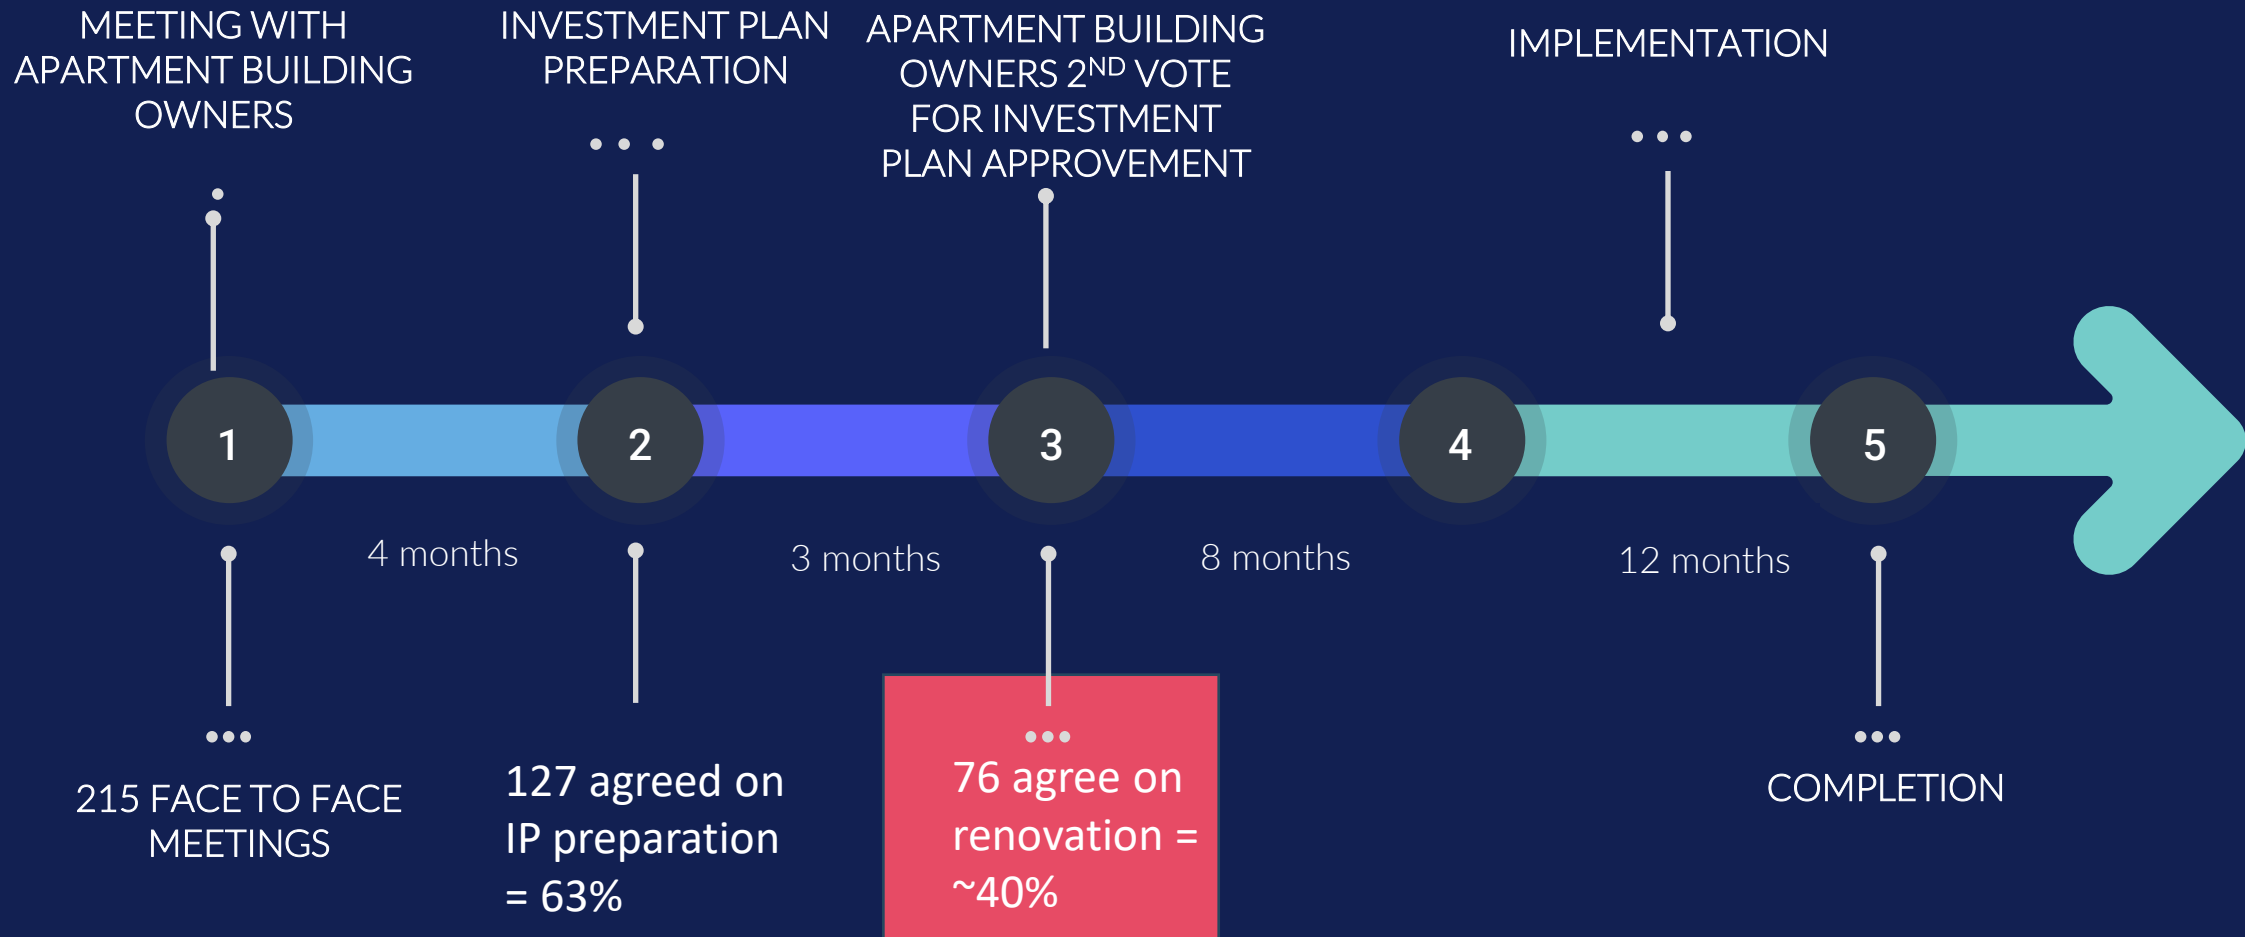 MEETING WITH
APARTMENT BUILDING
OWNERS
INVESTMENT PLAN
PREPARATION
APARTMENT BUILDING
OWNERS 2ND VOTE
FOR INVESTMENT
PLAN APPROVEMENT
IMPLEMENTATION
1
2
3
4
5
4 months
3 months
8 months
12 months
215 FACE TO FACE
MEETINGS
127 agreed on
IP preparation
= 63%
76 agree on
renovation =
~40%
COMPLETION